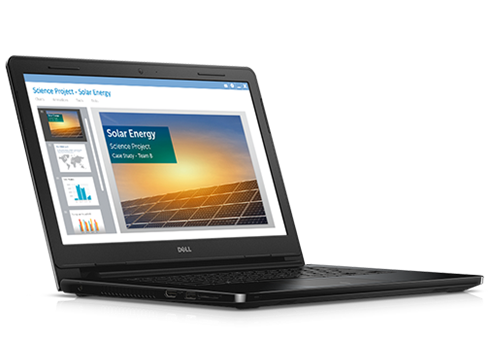 Science Project - Solar Energy
Solar Energy
Science Project
Case Study - Team B
DELL